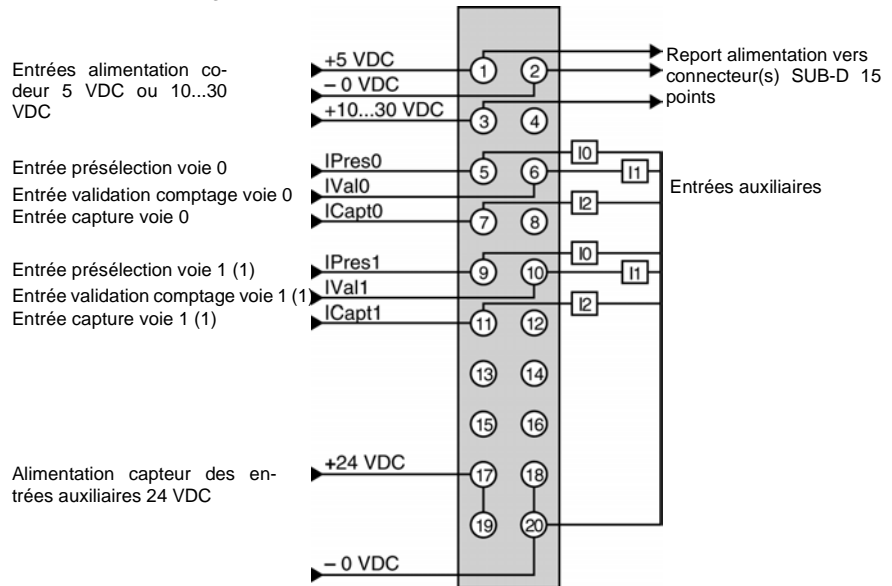 +5 VDC
– 0 VDC
+10...30 VDC
Entrées alimentation co-
deur 5 VDC ou 10...30
VDC
1 2
3 4
Report alimentation vers
connecteur(s) SUB-D 15
points
Entrée présélection voie 0
Entrée validation comptage voie 0
Entrée capture voie 0
IPres0
IVal0
ICapt0
5 6
7 8
I0
I1
I2
Entrées auxiliaires
Entrée présélection voie 1 (1)
Entrée validation comptage voie 1 (1)
Entrée capture voie 1 (1)
IPres1
IVal1
ICapt1
9 10
11 12
I0
I1
I2
13 14
15 16
Alimentation capteur des en-
trées auxiliaires 24 VDC
+24 VDC
17 18
19 20
– 0 VDC